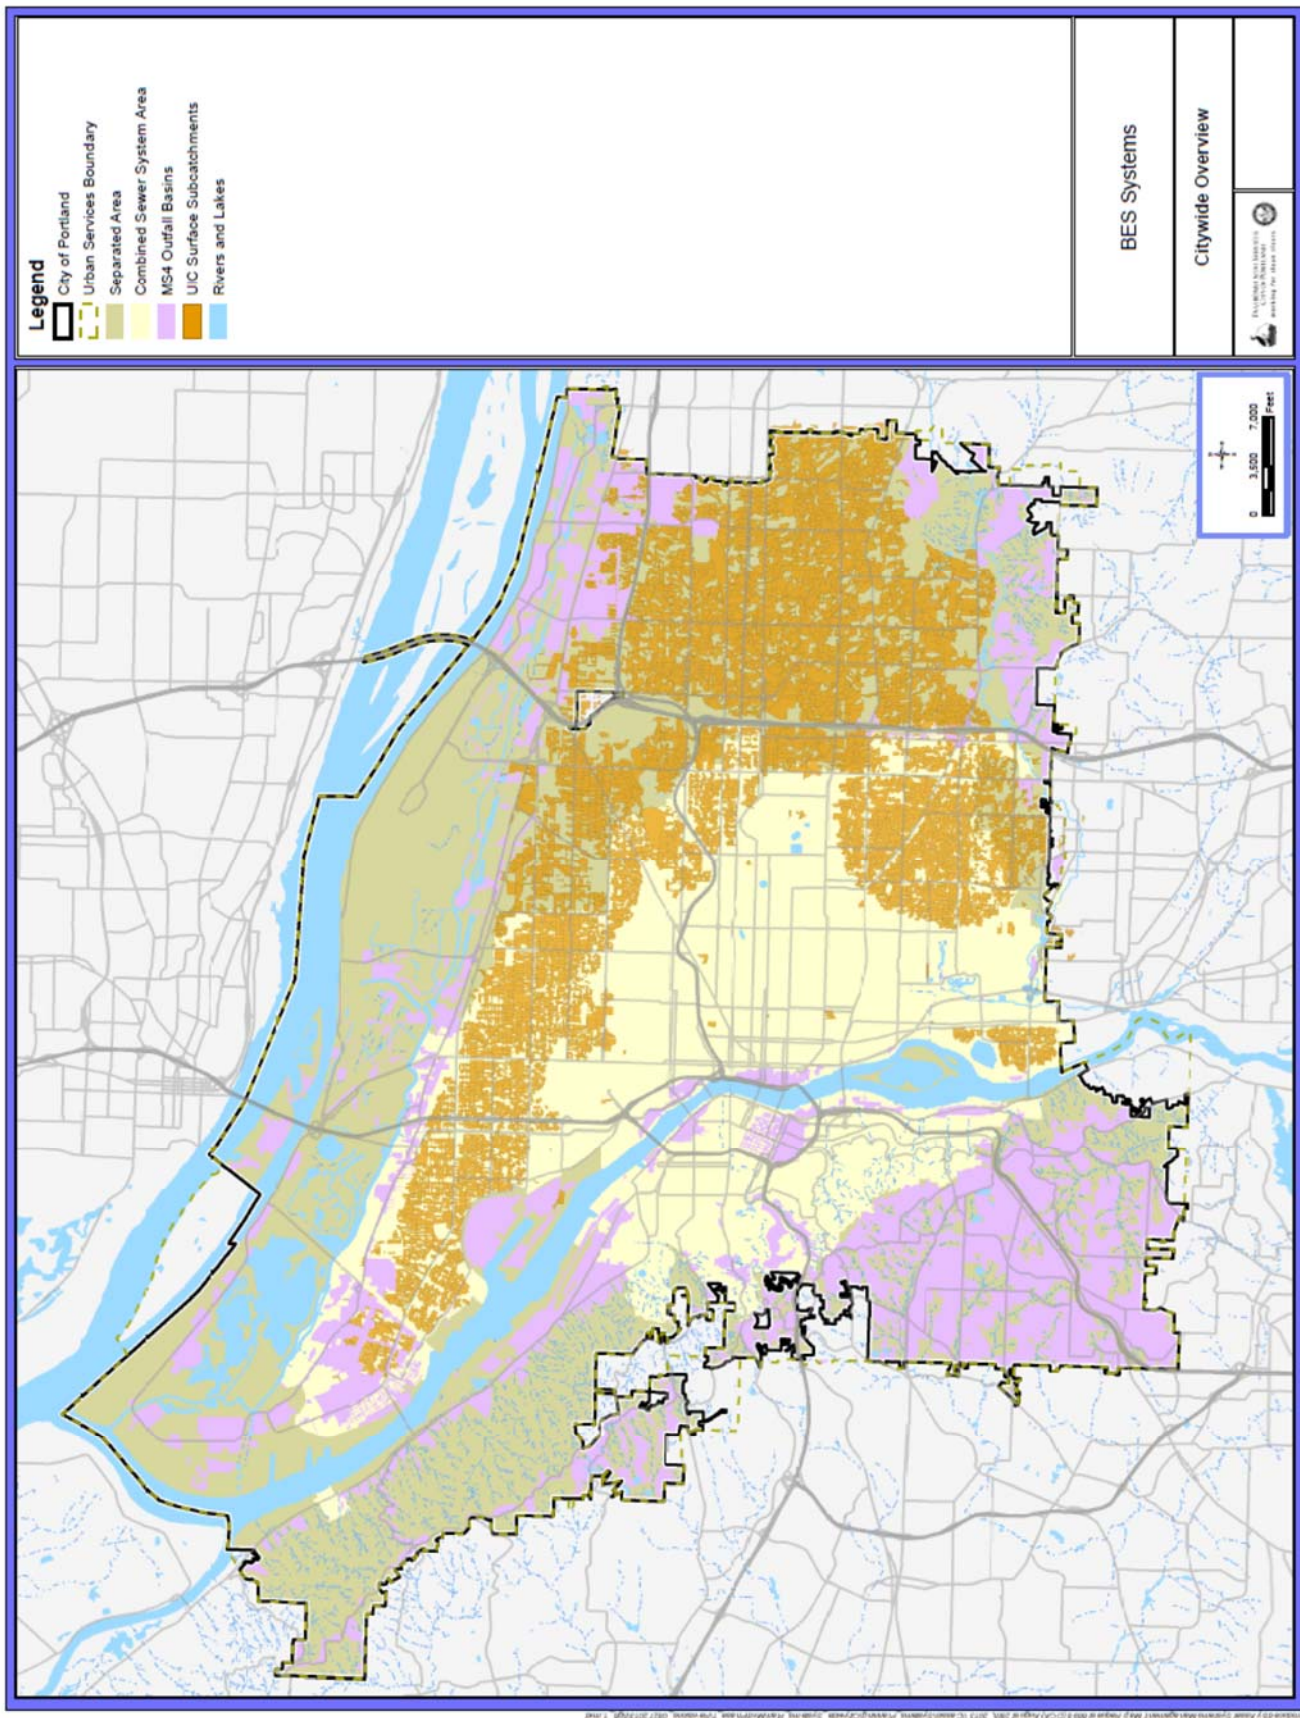 Legend
City of Portland
Urban Services Boundary
Separated Area
Combined Sewer System Area
MS4 Outfall Basins
UIC Surface Subcatchments
Rivers and Lakes
BES Systems
Citywide Overview
0 3,500 7,000
Feet